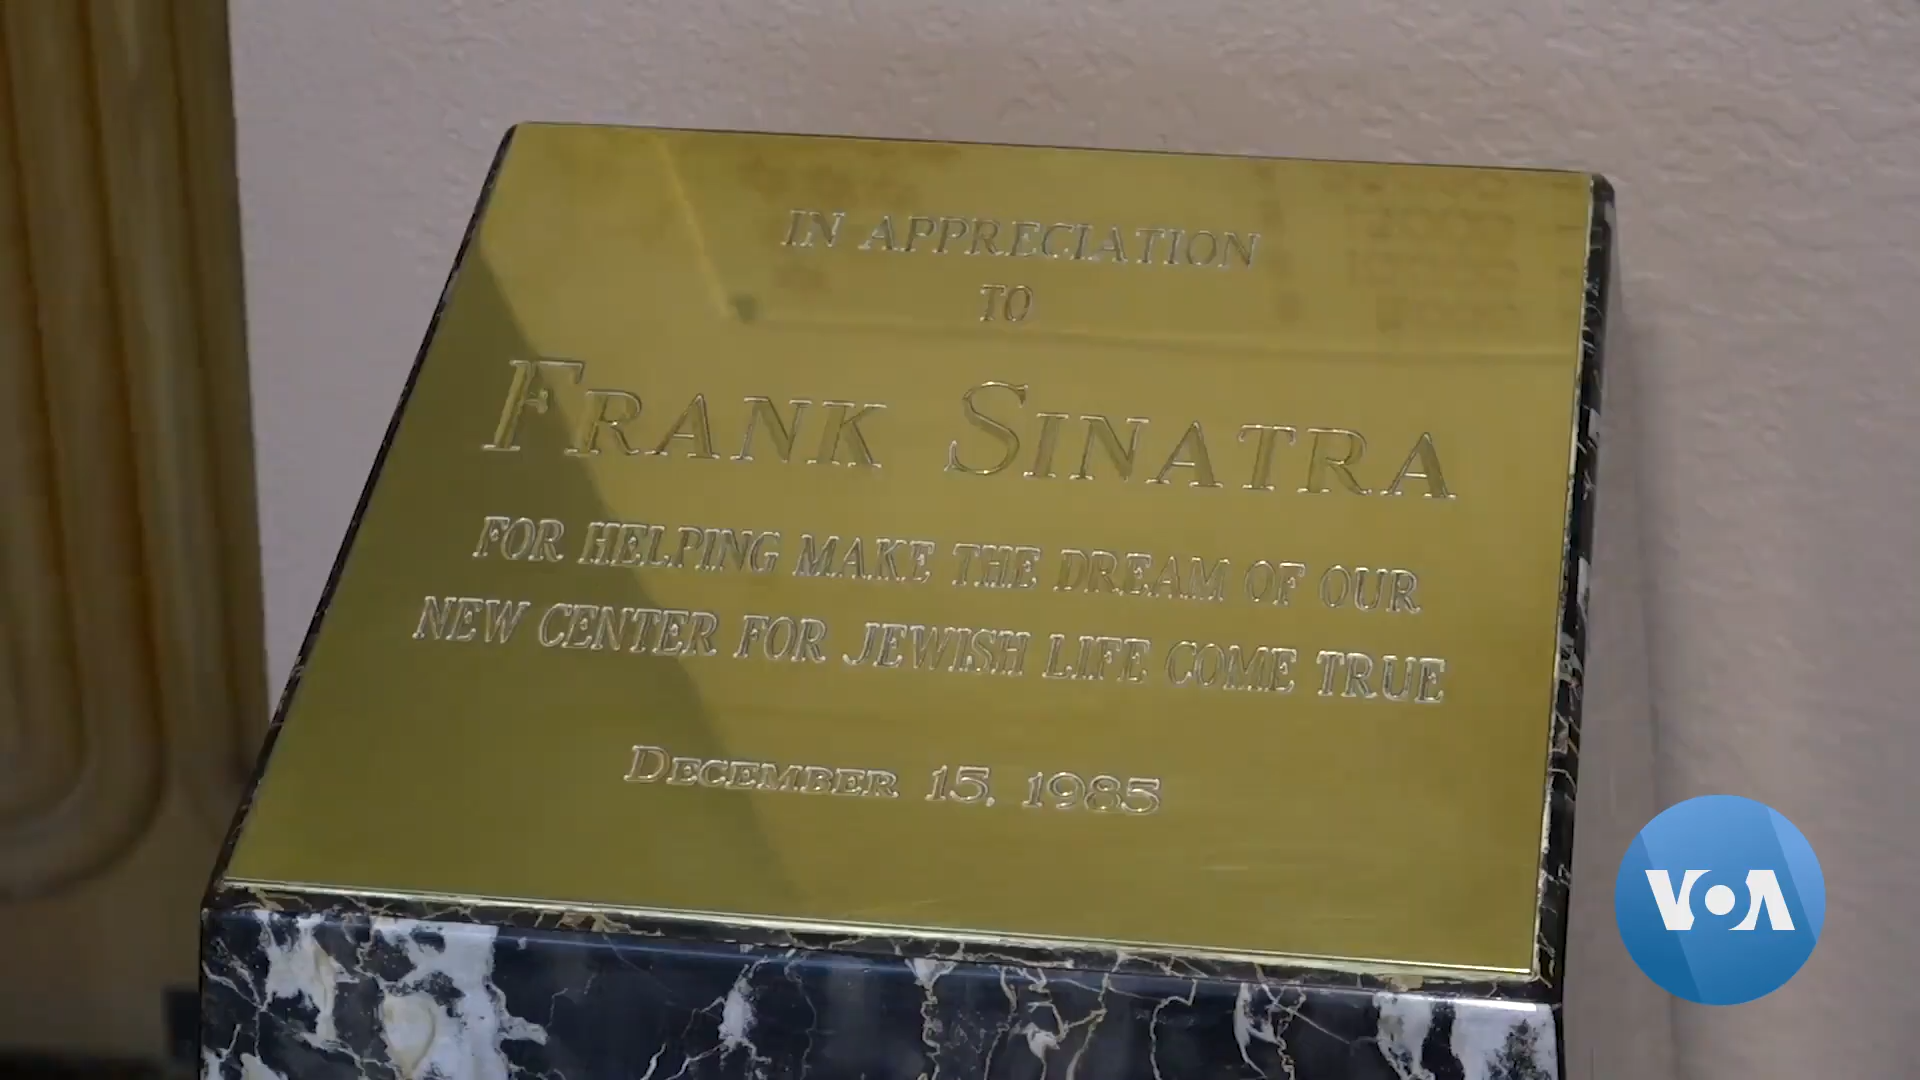 IN APPRECIATION
TO
FRANK SINATRA
FOR HELPING MAKE THE DREAM OF OUR
NEW CENTER FOR JEWISH LIFE COME TRUE
DECEMBER 15, 1985
VOA